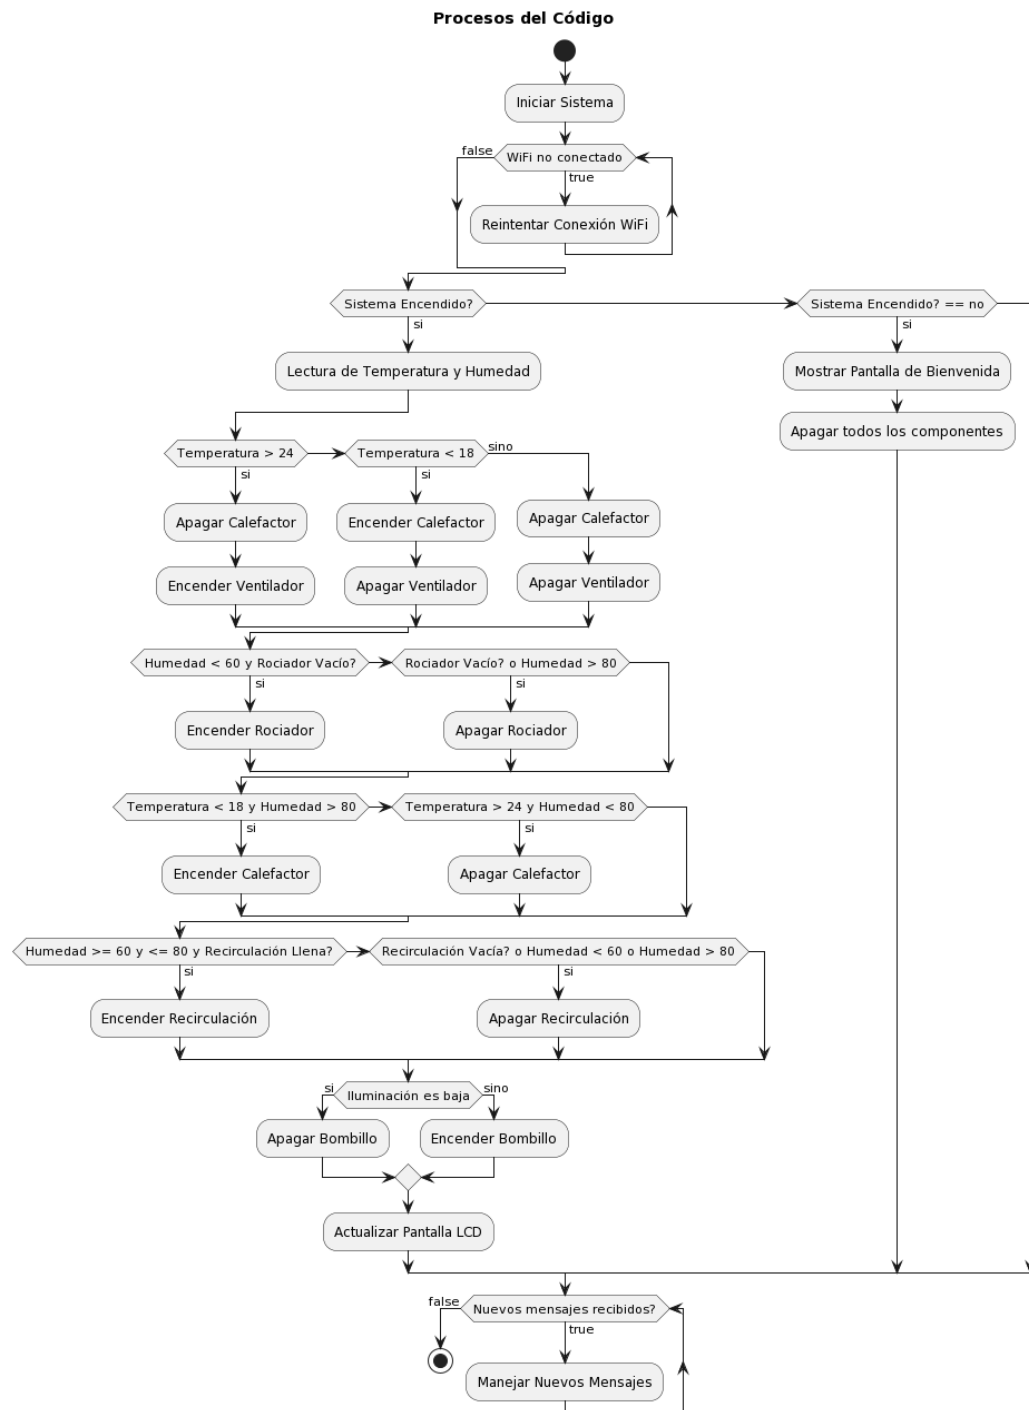 Procesos del Código
Iniciar Sistema
false
WiFi no conectado
true
Reintentar Conexión WiFi
Sistema Encendido?
Sistema Encendido? == no
si
si
Lectura de Temperatura y Humedad
Mostrar Pantalla de Bienvenida
Apagar todos los componentes
Temperatura > 24
Temperatura < 18
sino
si
si
Apagar Calefactor
Encender Calefactor
Apagar Calefactor
Encender Ventilador
Apagar Ventilador
Apagar Ventilador
Humedad < 60 y Rociador Vacío?
Rociador Vacío? o Humedad > 80
si
si
Encender Rociador
Apagar Rociador
Temperatura < 18 y Humedad > 80
Temperatura > 24 y Humedad < 80
si
si
Encender Calefactor
Apagar Calefactor
Humedad >= 60 y <= 80 y Recirculación Llena?
Recirculación Vacía? o Humedad < 60 o Humedad > 80
si
si
Encender Recirculación
Apagar Recirculación
si
Iluminación es baja
sino
Apagar Bombillo
Encender Bombillo
Actualizar Pantalla LCD
false
Nuevos mensajes recibidos?
true
Manejar Nuevos Mensajes